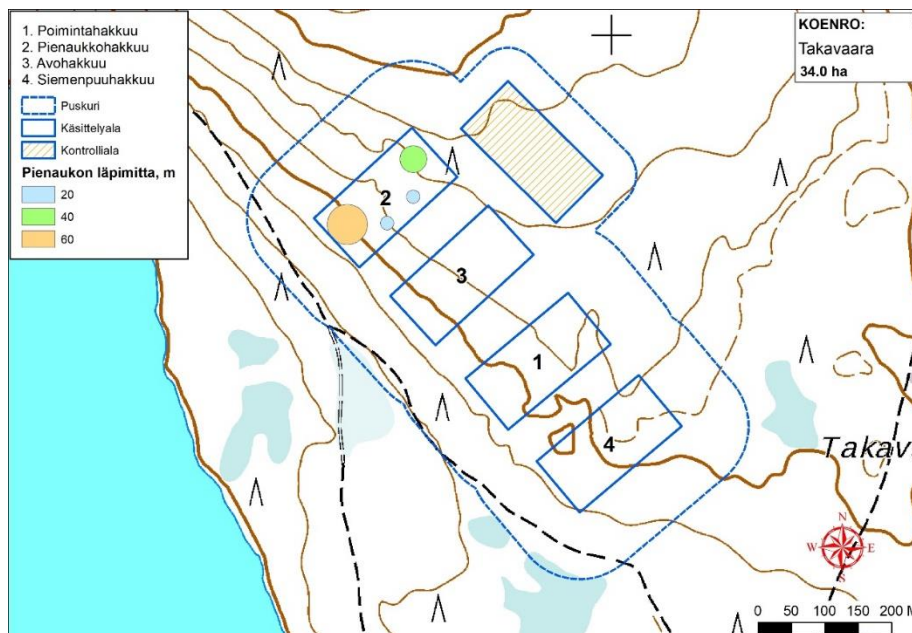 1. Poimintahakkuu
2. Pienaukkohakkuu
3. Avohakkuu
4. Siemenpuuhakkuu
Puskuri
Käsittelyala
Kontrolliala
Pienaukon läpimitta, m
20
40
60
KOENRO:
Takavaara
34.0 ha
2
3
1
4
Takav
N
W E
S
0 50 100 150 200 M